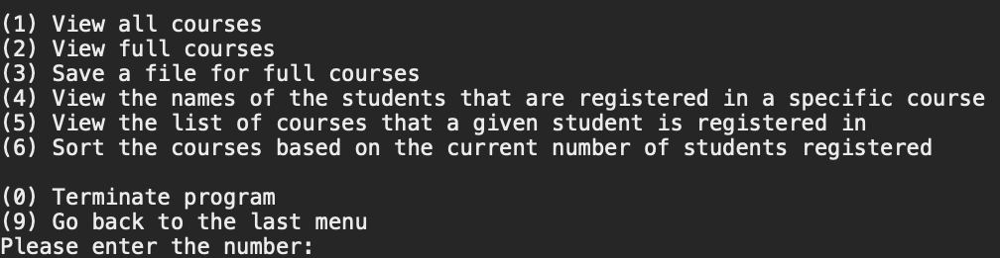 (1) View all courses
(2) View full courses
(3) Save a file for full courses
(4) View the names of the students that are registered in a specific course
(5) View the list of courses that a given student is registered in
(6) Sort the courses based on the current number of students registered
(0) Terminate program
(9) Go back to the last menu
Please enter the number: